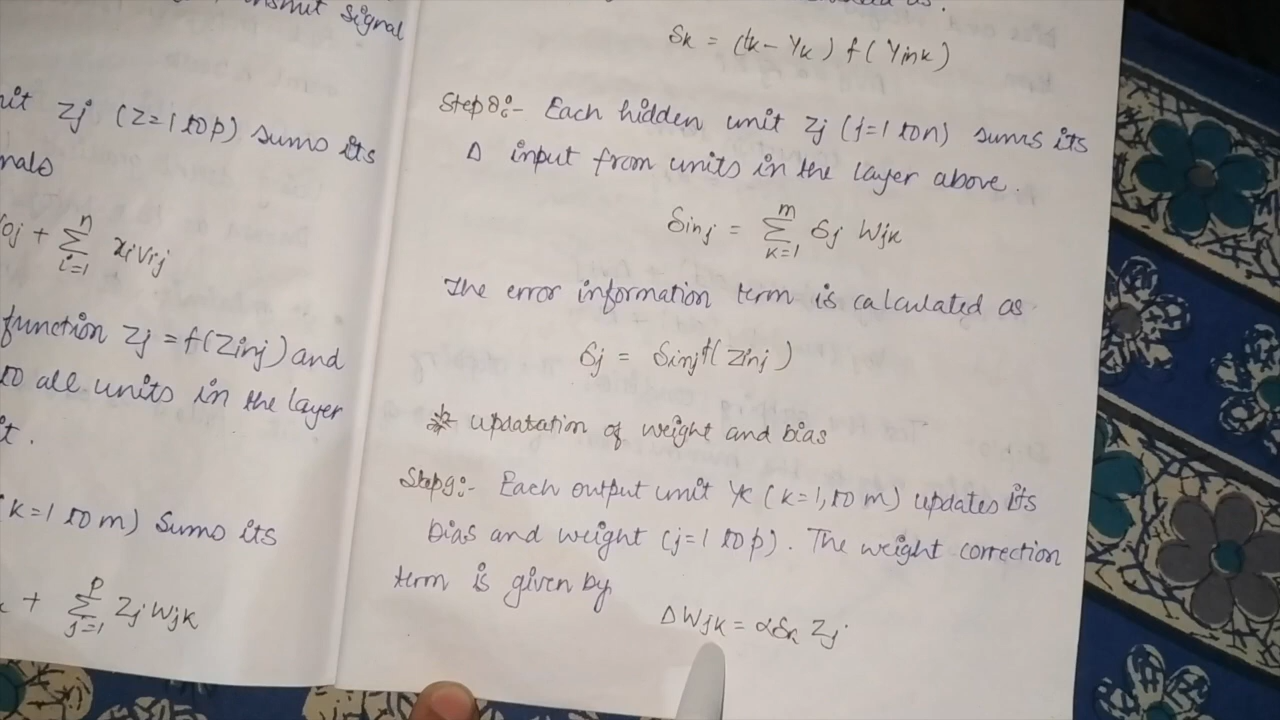 signal
Zj (Z=1 to p) sums its
oj + n Σ i=1 xi vij
function Zj = f(Zinj) and
to all units in the layer
k=1 to m) sums its
+ p Σ j=1 Zj Wjk
δk = (tk - Yk) f(Yink)
Step 8:- Each hidden unit Zj (j=1 to n) sums its
Δ input from units in the layer above.
δinj = m Σ k=1 δj Wjk
The error information term is calculated as
δj = δinj f(Zinj)
* updatation of weight and bias
Step 9:- Each output unit Yk (k=1, to m) updates its
bias and weight (j=1 to p). The weight correction
term is given by
ΔWjk = αδk Zj